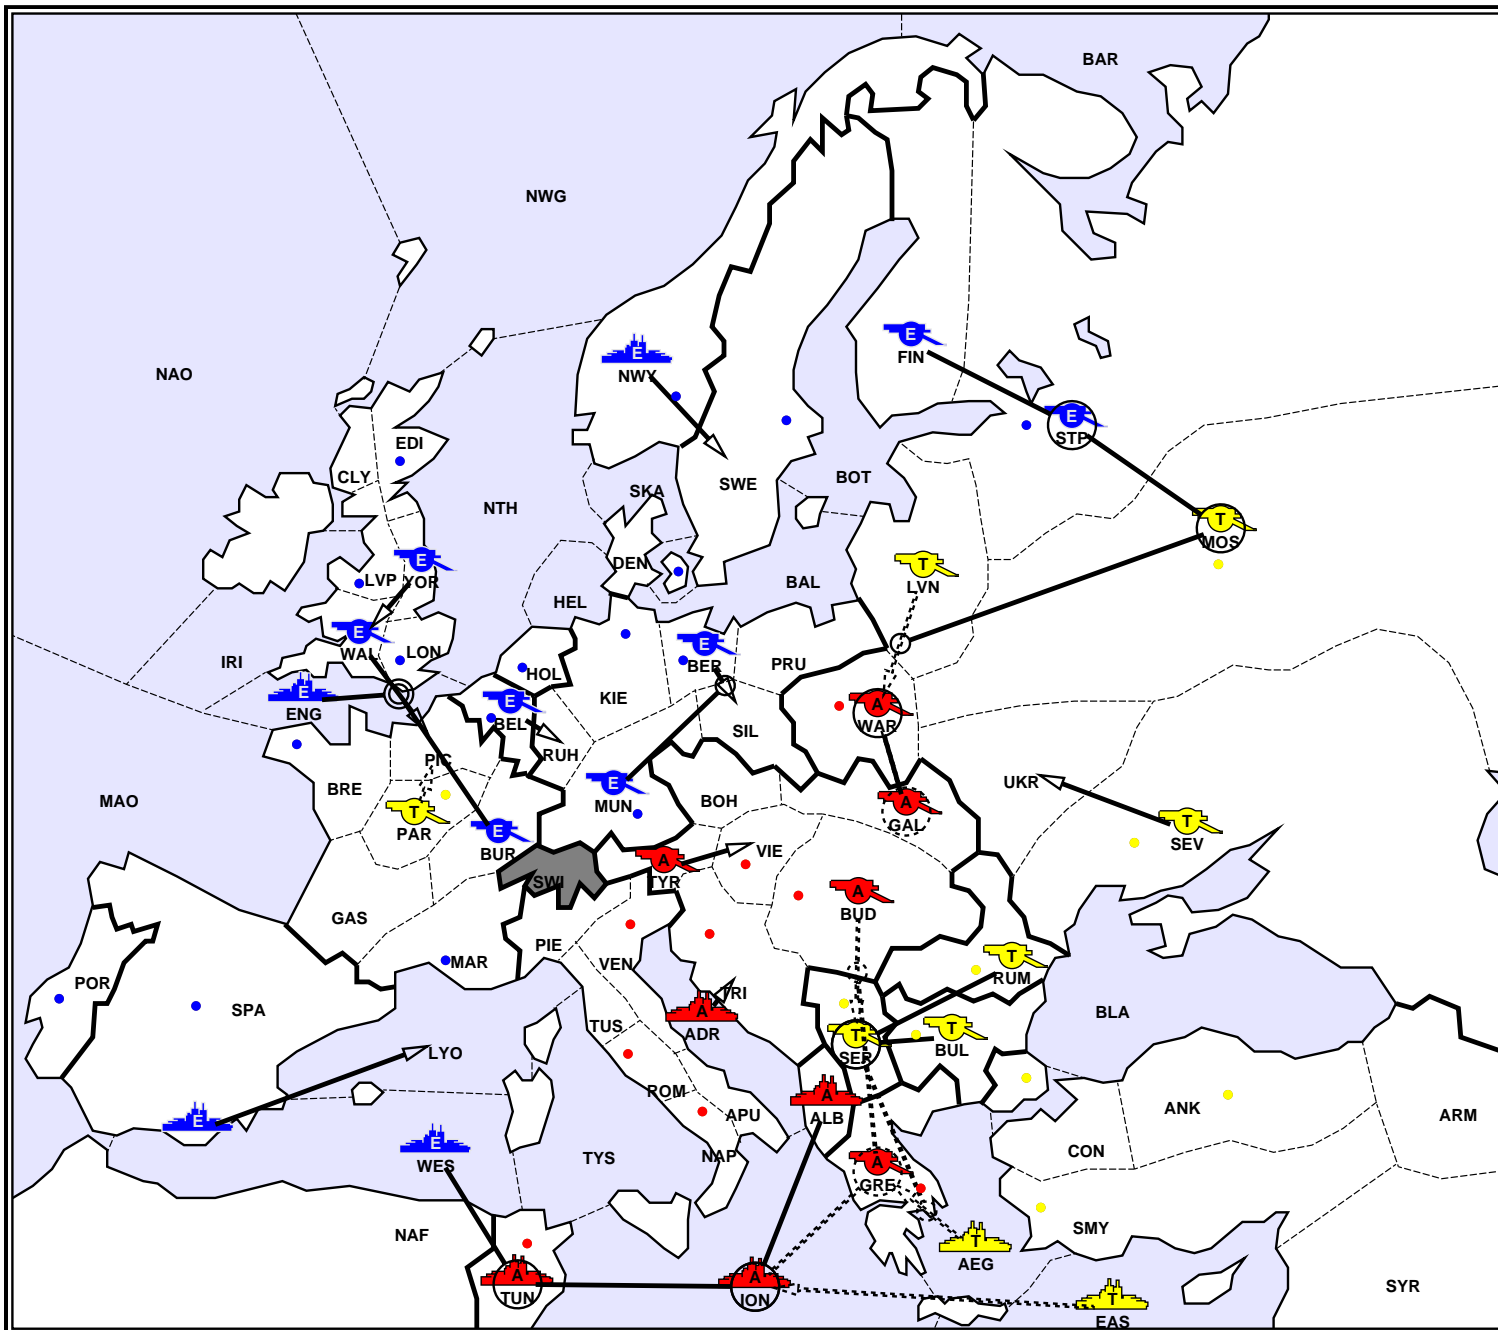 BAR
NWG
E
NWY
E
FIN
NAO
E
STP
EDI
CLY
SKA
SWE
BOT
NTH
T
MOS
E
LVP
YOR
DEN
BAL
T
LVN
HEL
E
WAL
LON
IRI
E
BER
PRU
HOL
KIE
E
ENG
E
BEL
A
WAR
SIL
RUH
PIC
BRE
MAO
E
MUN
BOH
UKR
T
PAR
A
GAL
T
SEV
E
BUR
VIE
A
TYR
SWI
A
BUD
GAS
PIE
VEN
MAR
T
RUM
POR
SPA
TRI
A
ADR
TUS
BLA
T
SER
T
BUL
LYO
ROM
APU
A
ALB
ANK
ARM
E
E
WES
TYS
NAP
CON
A
GRE
NAF
SMY
T
AEG
A
TUN
A
ION
SYR
T
EAS